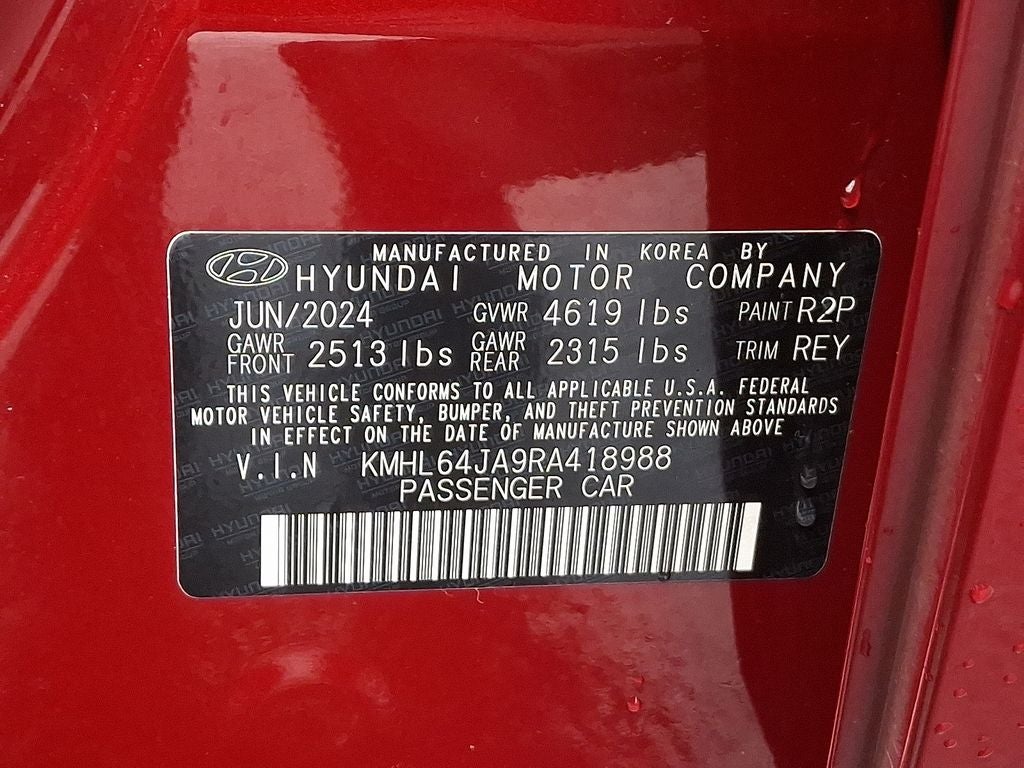 MANUFACTURED IN KOREA BY
HYUNDAI MOTOR COMPANY
JUN/2024 GVWR 4619 lbs PAINT R2P
GAWR FRONT 2513 lbs GAWR REAR 2315 lbs TRIM REY
THIS VEHICLE CONFORMS TO ALL APPLICABLE U.S.A. FEDERAL
MOTOR VEHICLE SAFETY, BUMPER, AND THEFT PREVENTION STANDARDS
IN EFFECT ON THE DATE OF MANUFACTURE SHOWN ABOVE
V.I.N KMHL64JA9RA418988
PASSENGER CAR